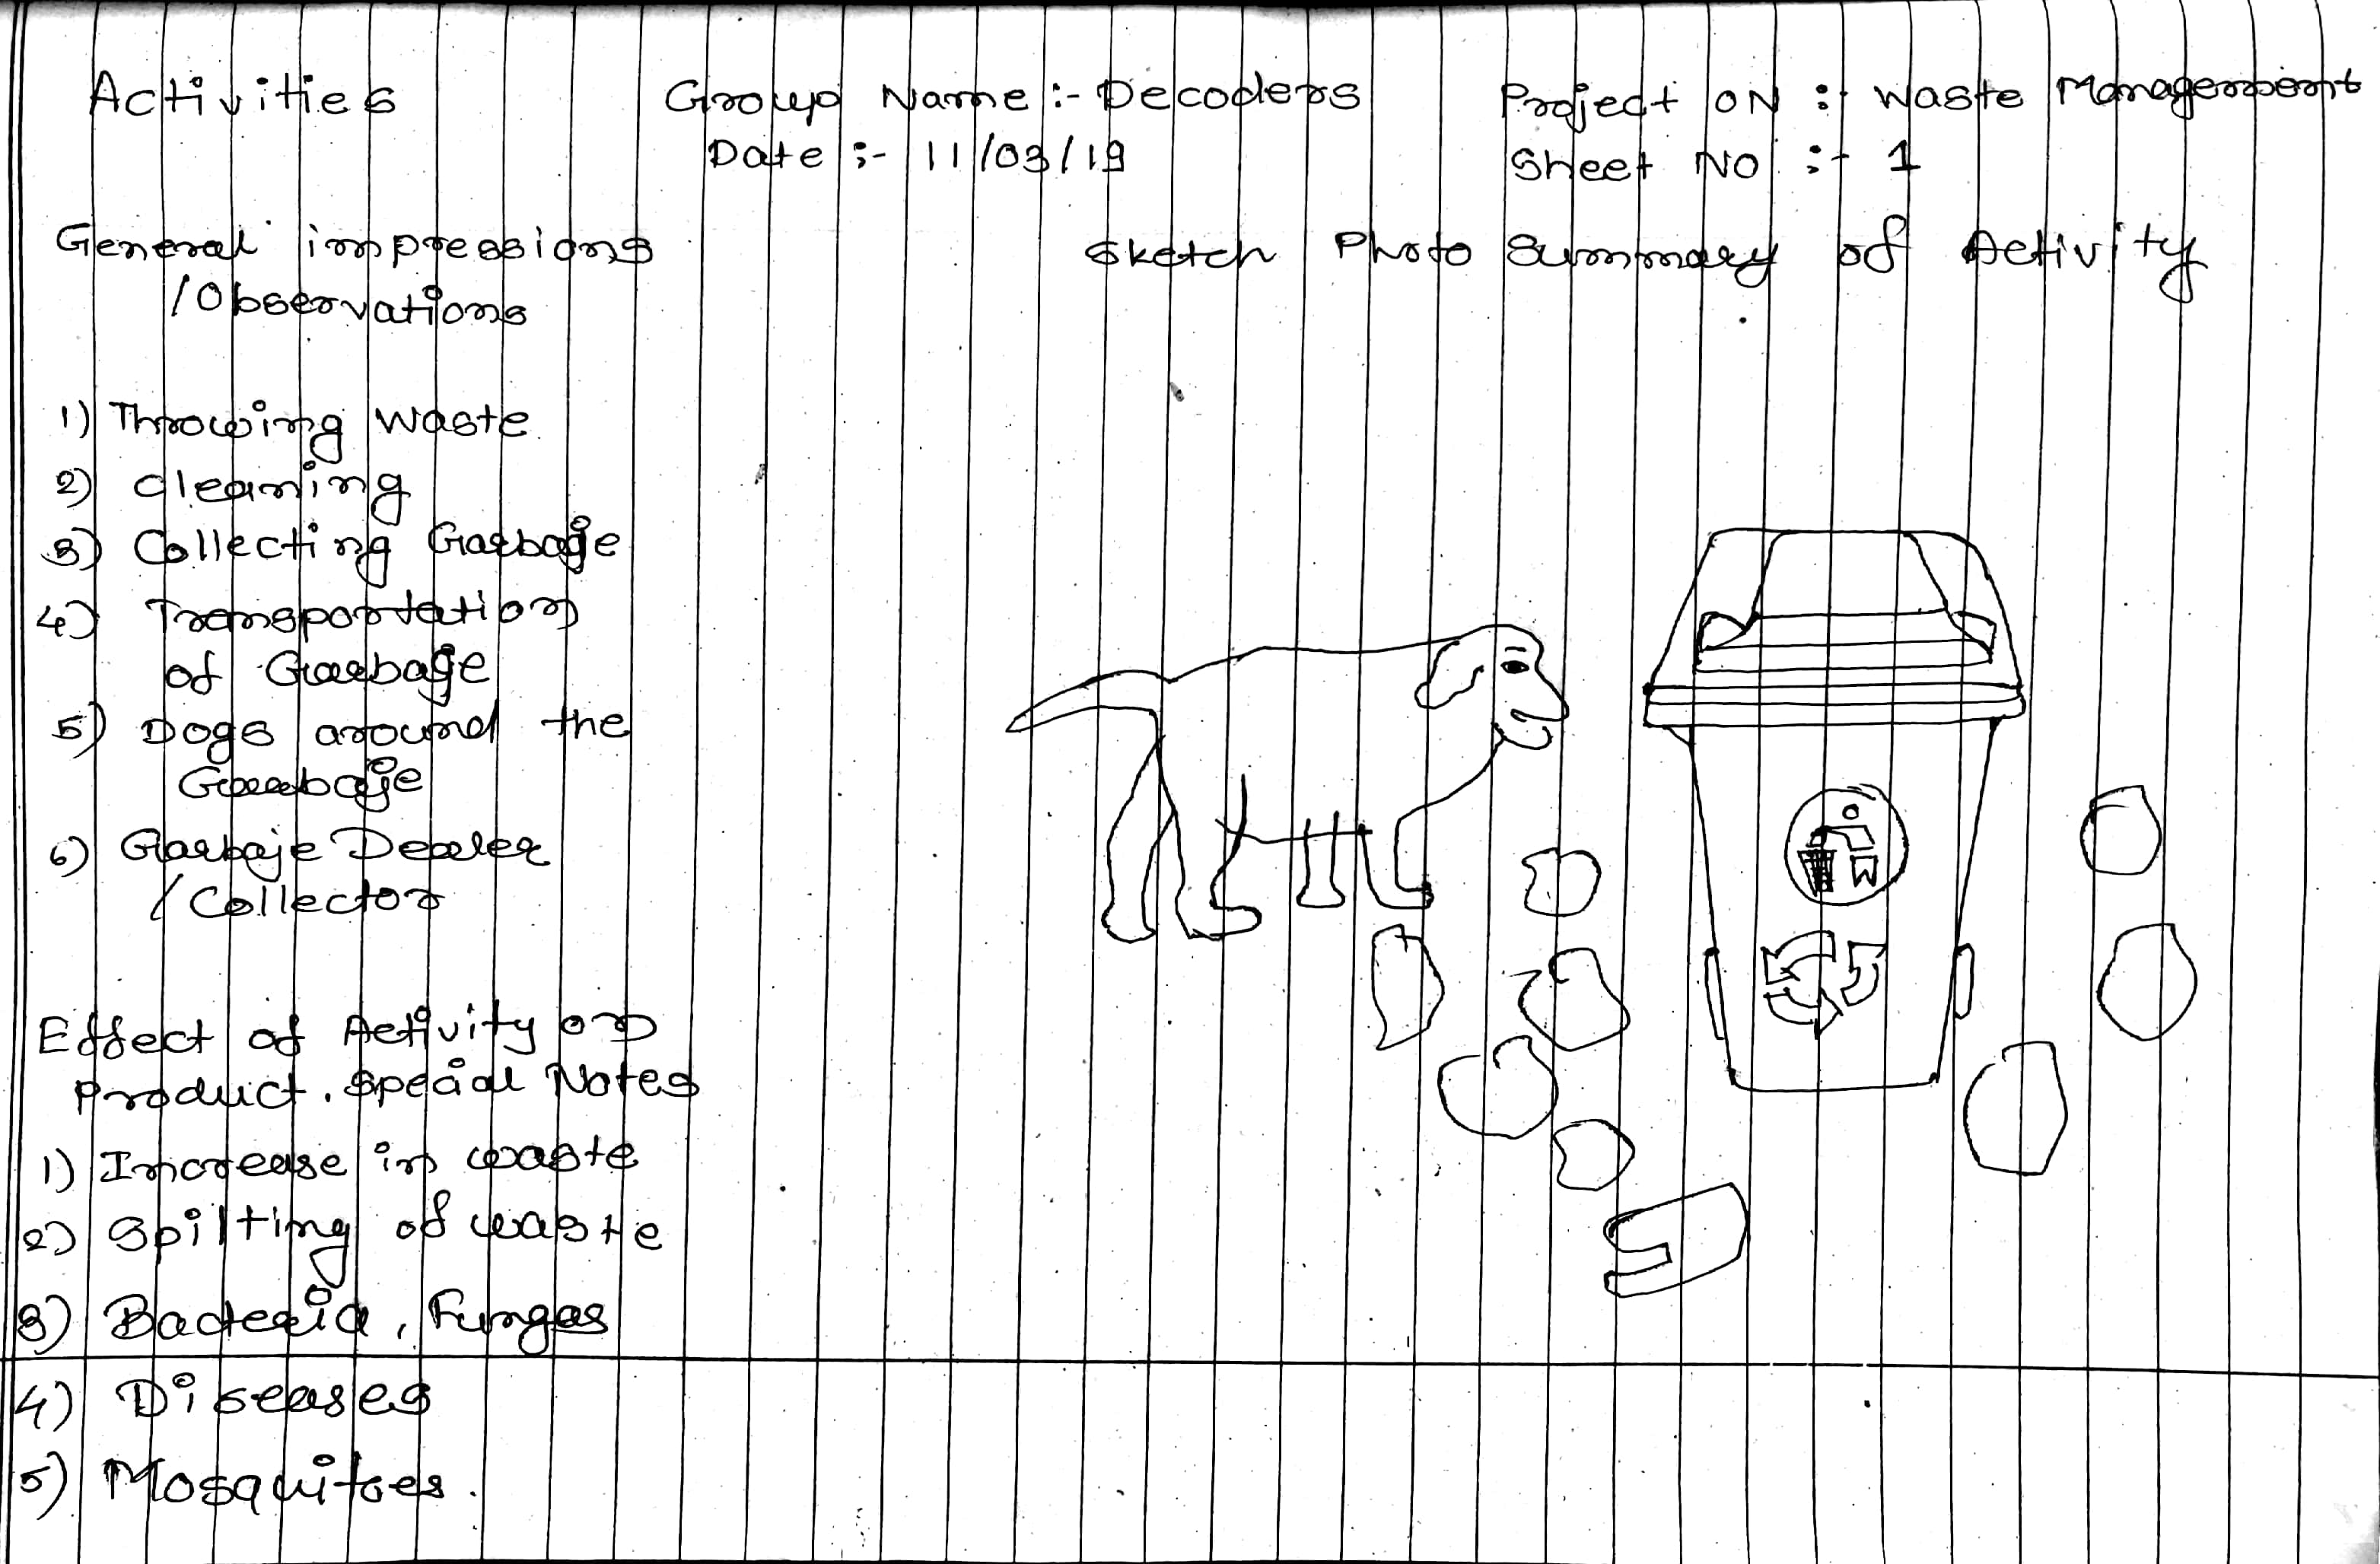 Activities
Group Name :- Decoders
Project ON :- Waste Management
Date :- 11/03/19
Sheet NO :- 1
General impressions
/Observations
Sketch Photo Summary of Activity
1) Throwing Waste
2) cleaning
3) Collecting Garbage
4) Transportation
of Garbage
5) Dogs around the
Garbaje
6) Garbaje Dealer
/ Collector
Effect of Activity on
product. Special Notes
1) Increase in waste
2) Spilting of waste
3) Bacteria, Fungas
4) Diseases
5) Mosquitoes.